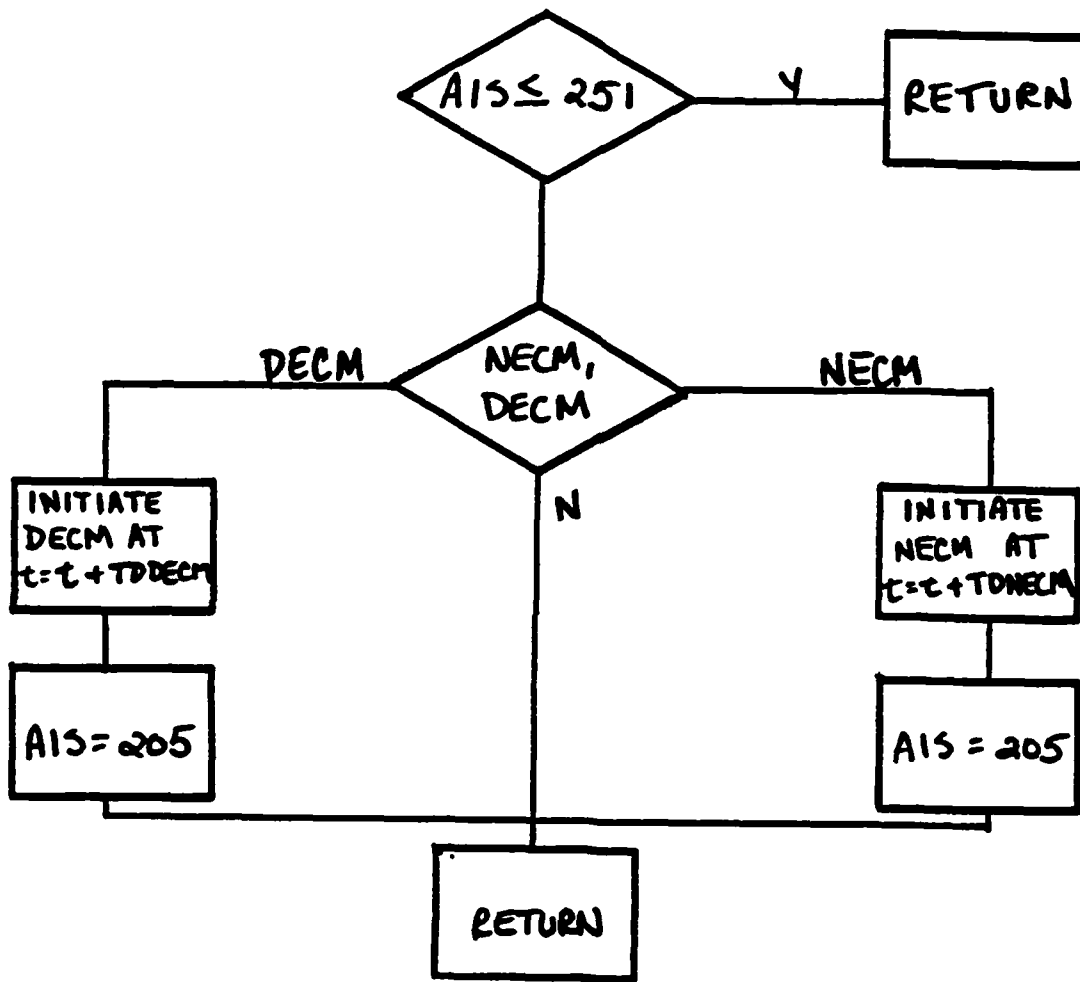 AIS ≤ 251
Y
RETURN
DECM
NECM,
DECM
NECM
N
INITIATE
DECM AT
t=t+TDDECM
INITIATE
NECM AT
t=t+TDNECM
AIS=205
AIS = 205
RETURN